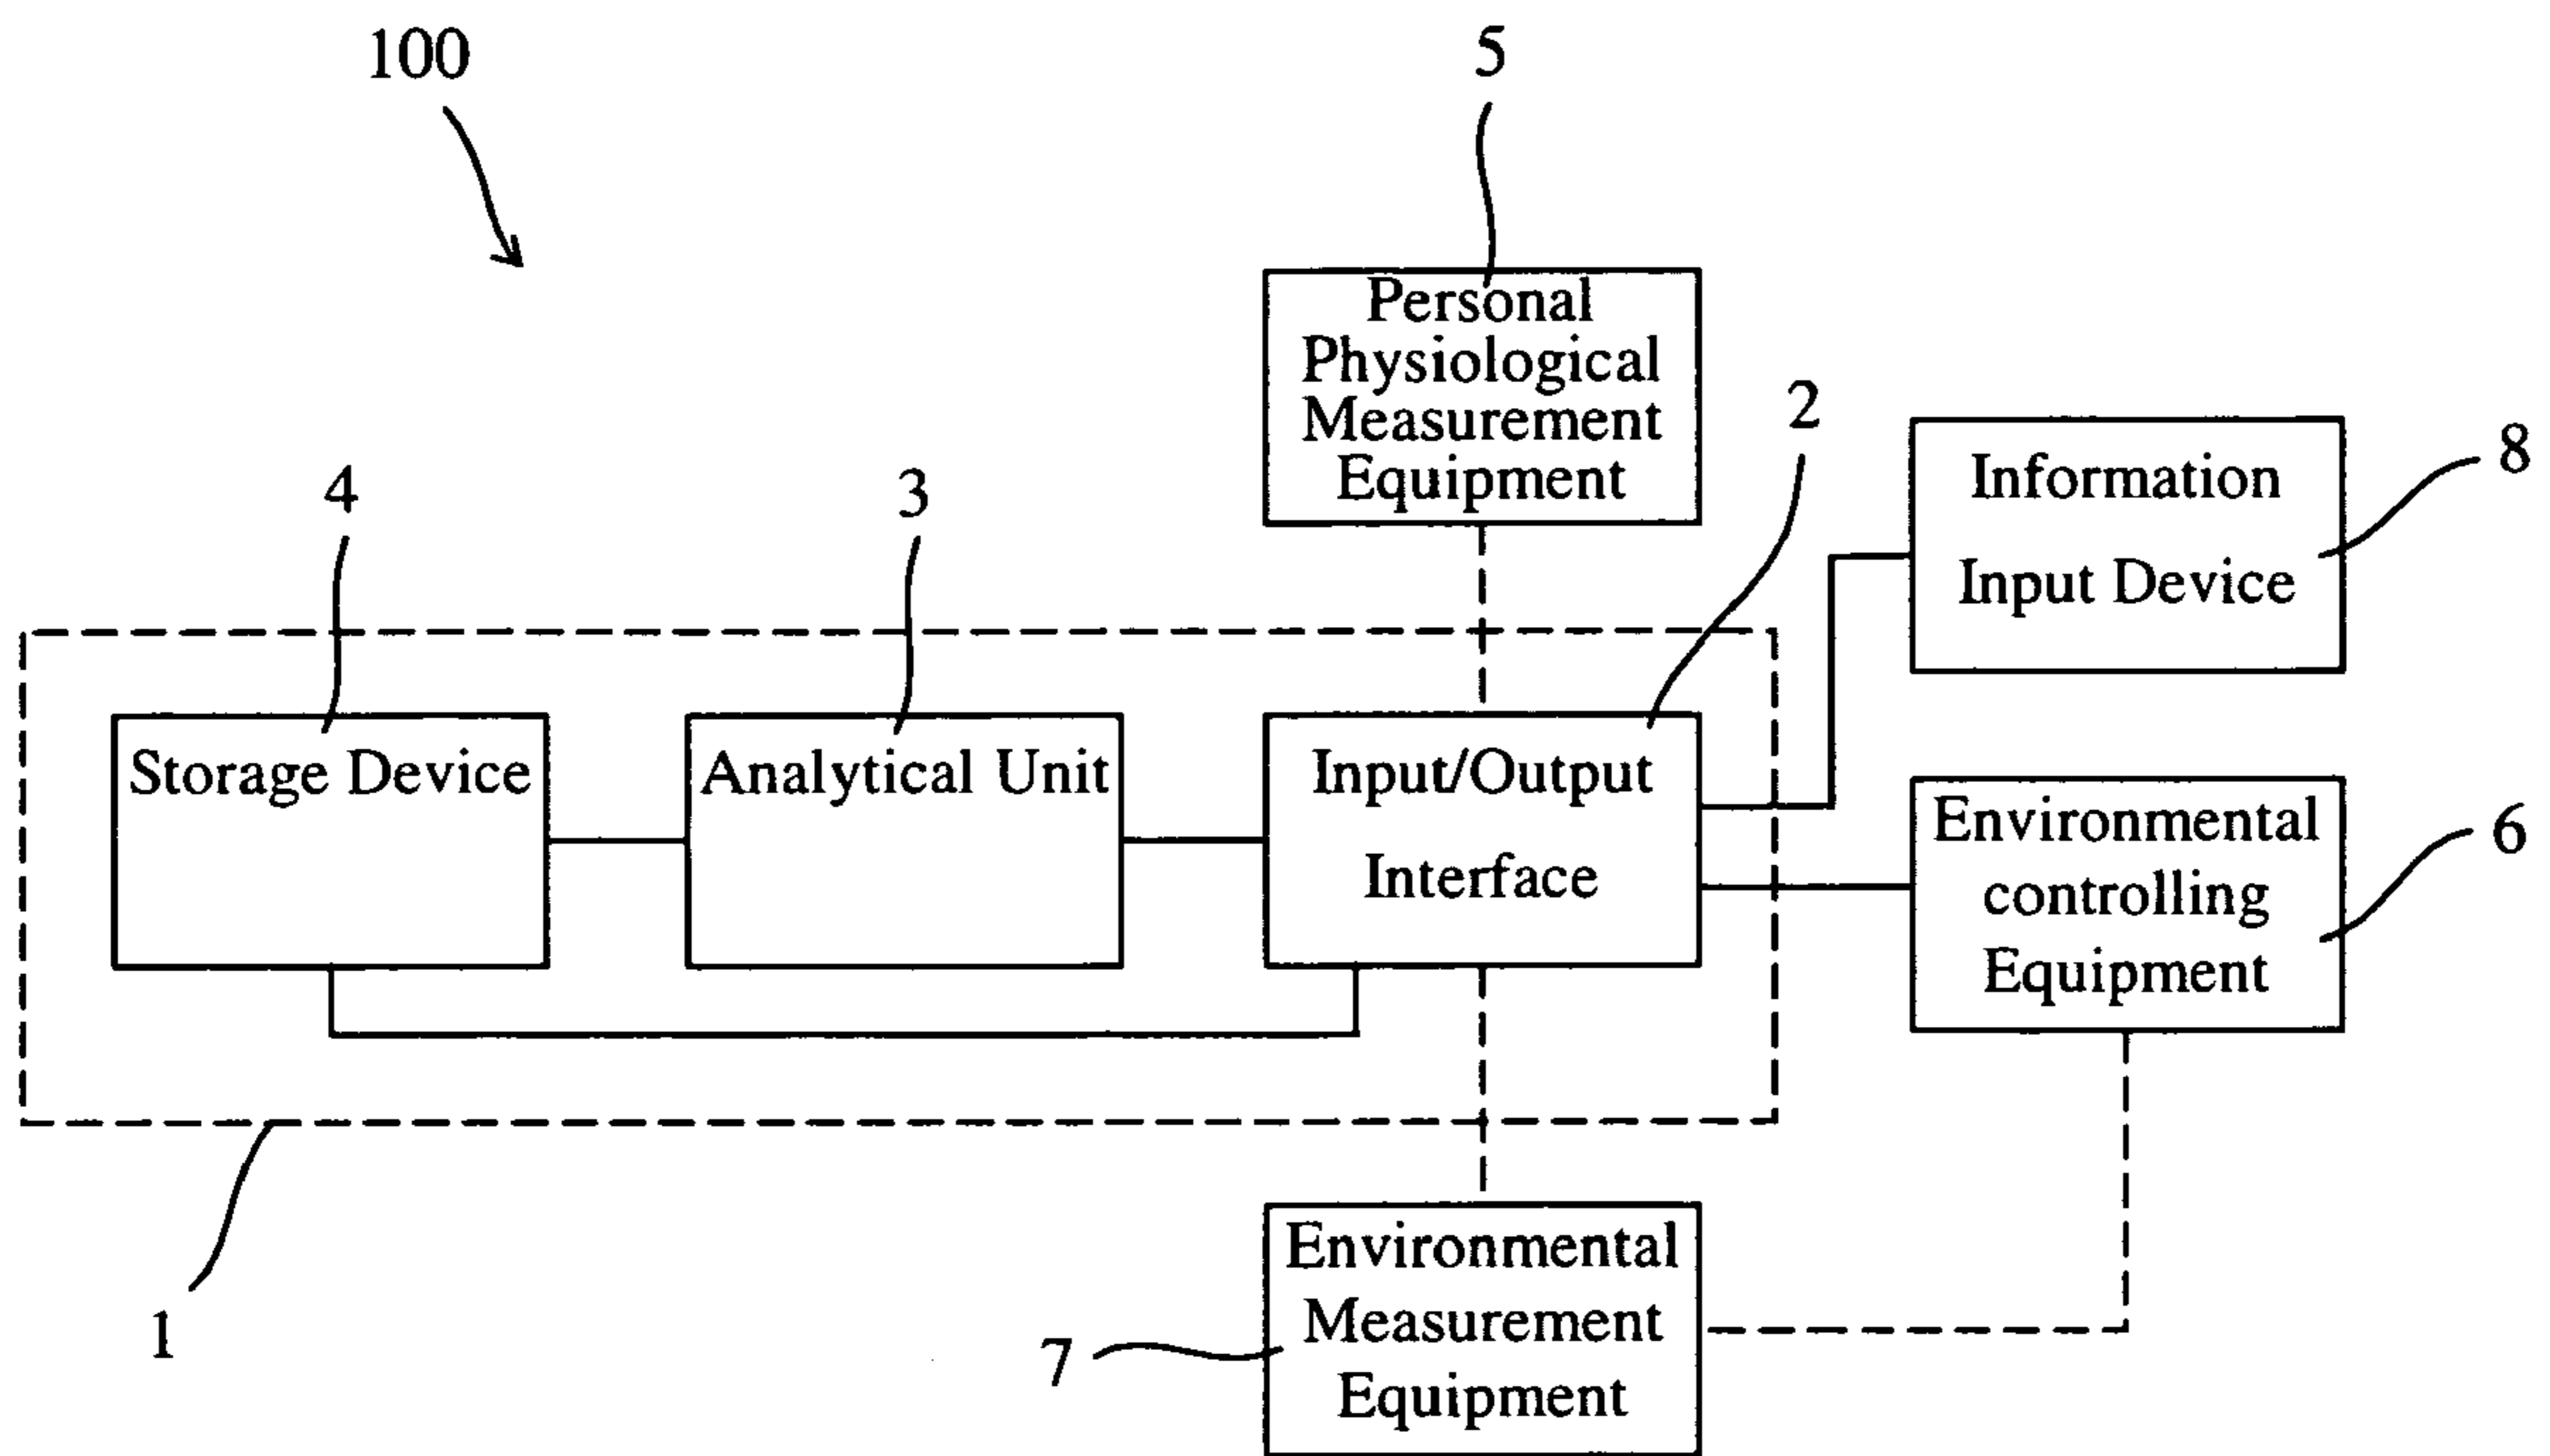 100
5
Personal
Physiological
Measurement
Equipment
2
Information
Input Device
8
4
3
Storage Device
Analytical Unit
Input/Output
Interface
Environmental
controlling
Equipment
6
1
Environmental
Measurement
Equipment
7